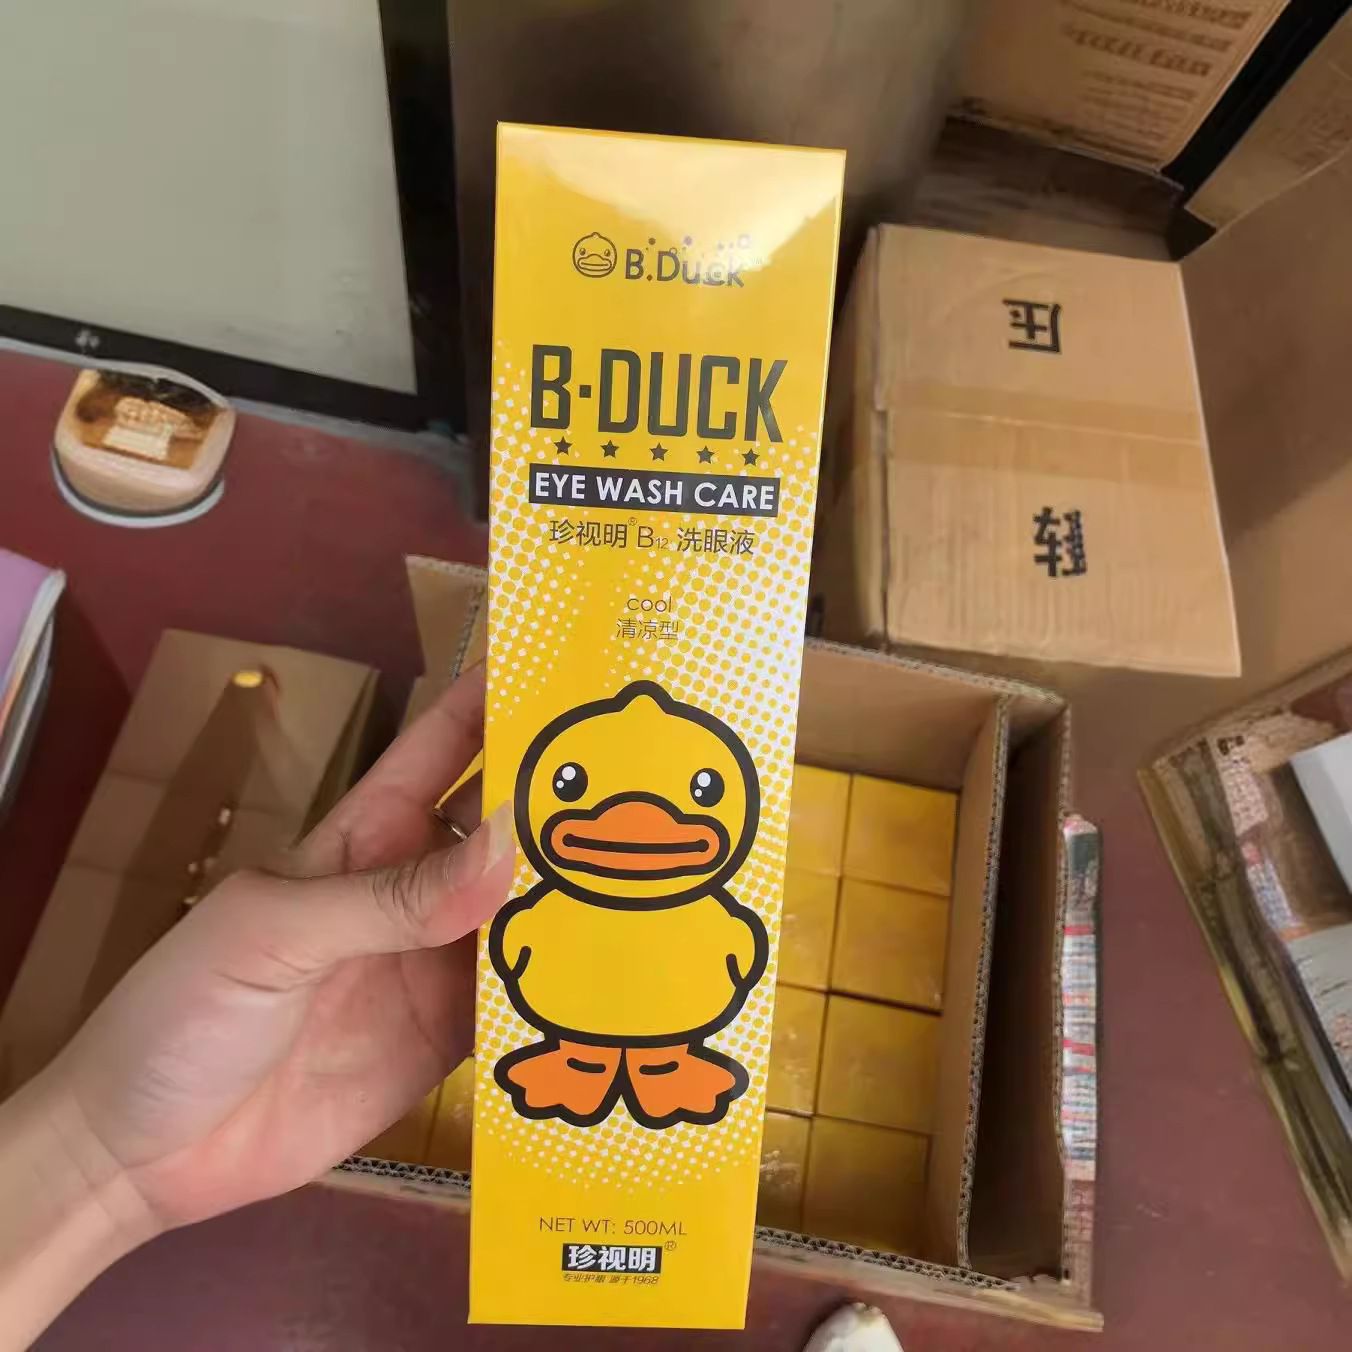 B.Duck
B·DUCK
EYE WASH CARE
珍视明® B12 洗眼液
cool
清凉型
NET WT: 500ML
珍视明®
专业护眼 源于1968
压
轻